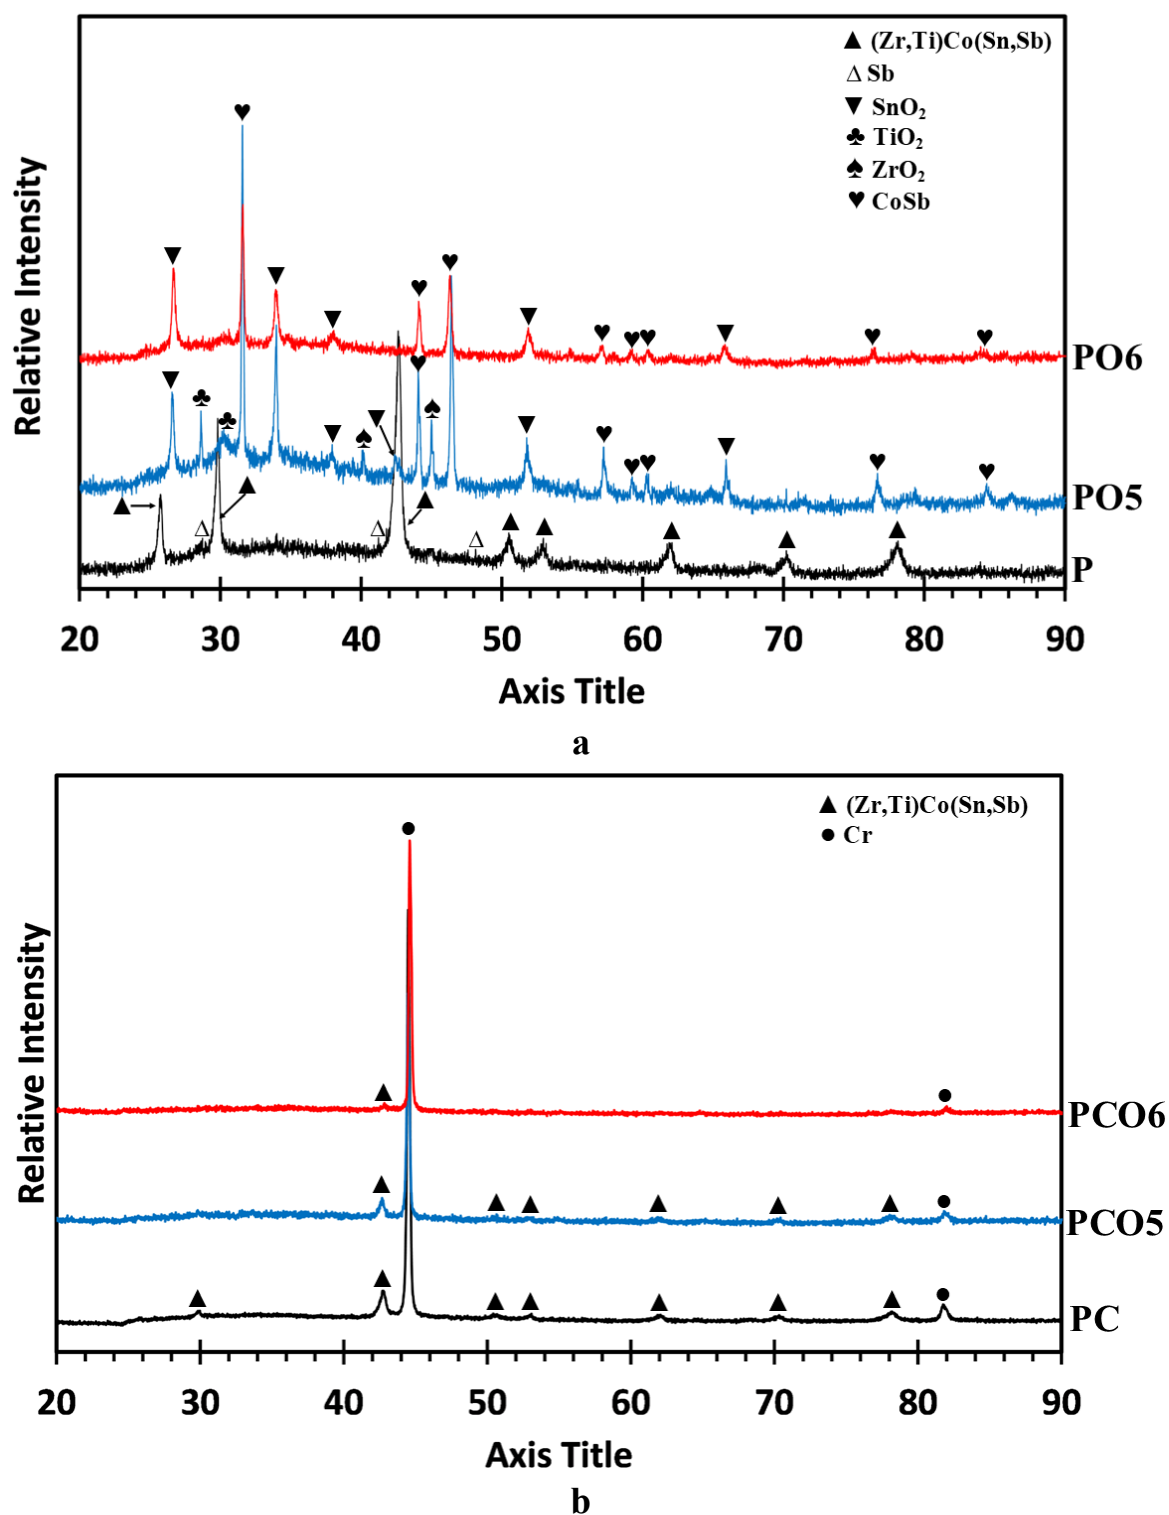 ▲ (Zr,Ti)Co(Sn,Sb)
△ Sb
▼ SnO₂
♣ TiO₂
♠ ZrO₂
♥ CoSb
Relative Intensity
PO6
PO5
P
20 30 40 50 60 70 80 90
Axis Title
a
▲ (Zr,Ti)Co(Sn,Sb)
● Cr
Relative Intensity
PCO6
PCO5
PC
20 30 40 50 60 70 80 90
Axis Title
b